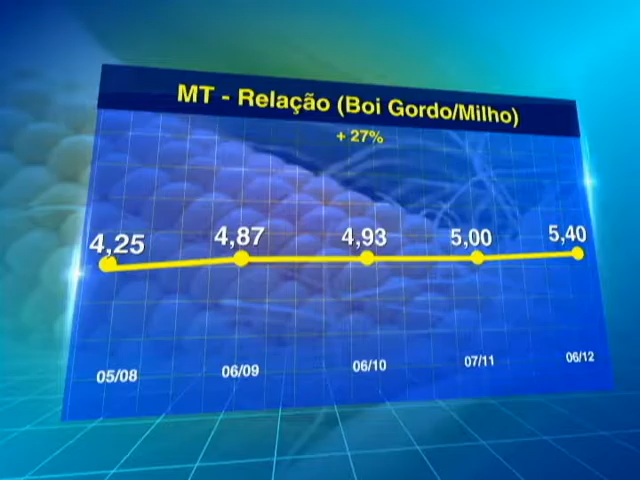 MT - Relação (Boi Gordo/Milho)
+ 27%
4,25 4,87 4,93 5,00 5,40
05/08 06/09 06/10 07/11 06/12